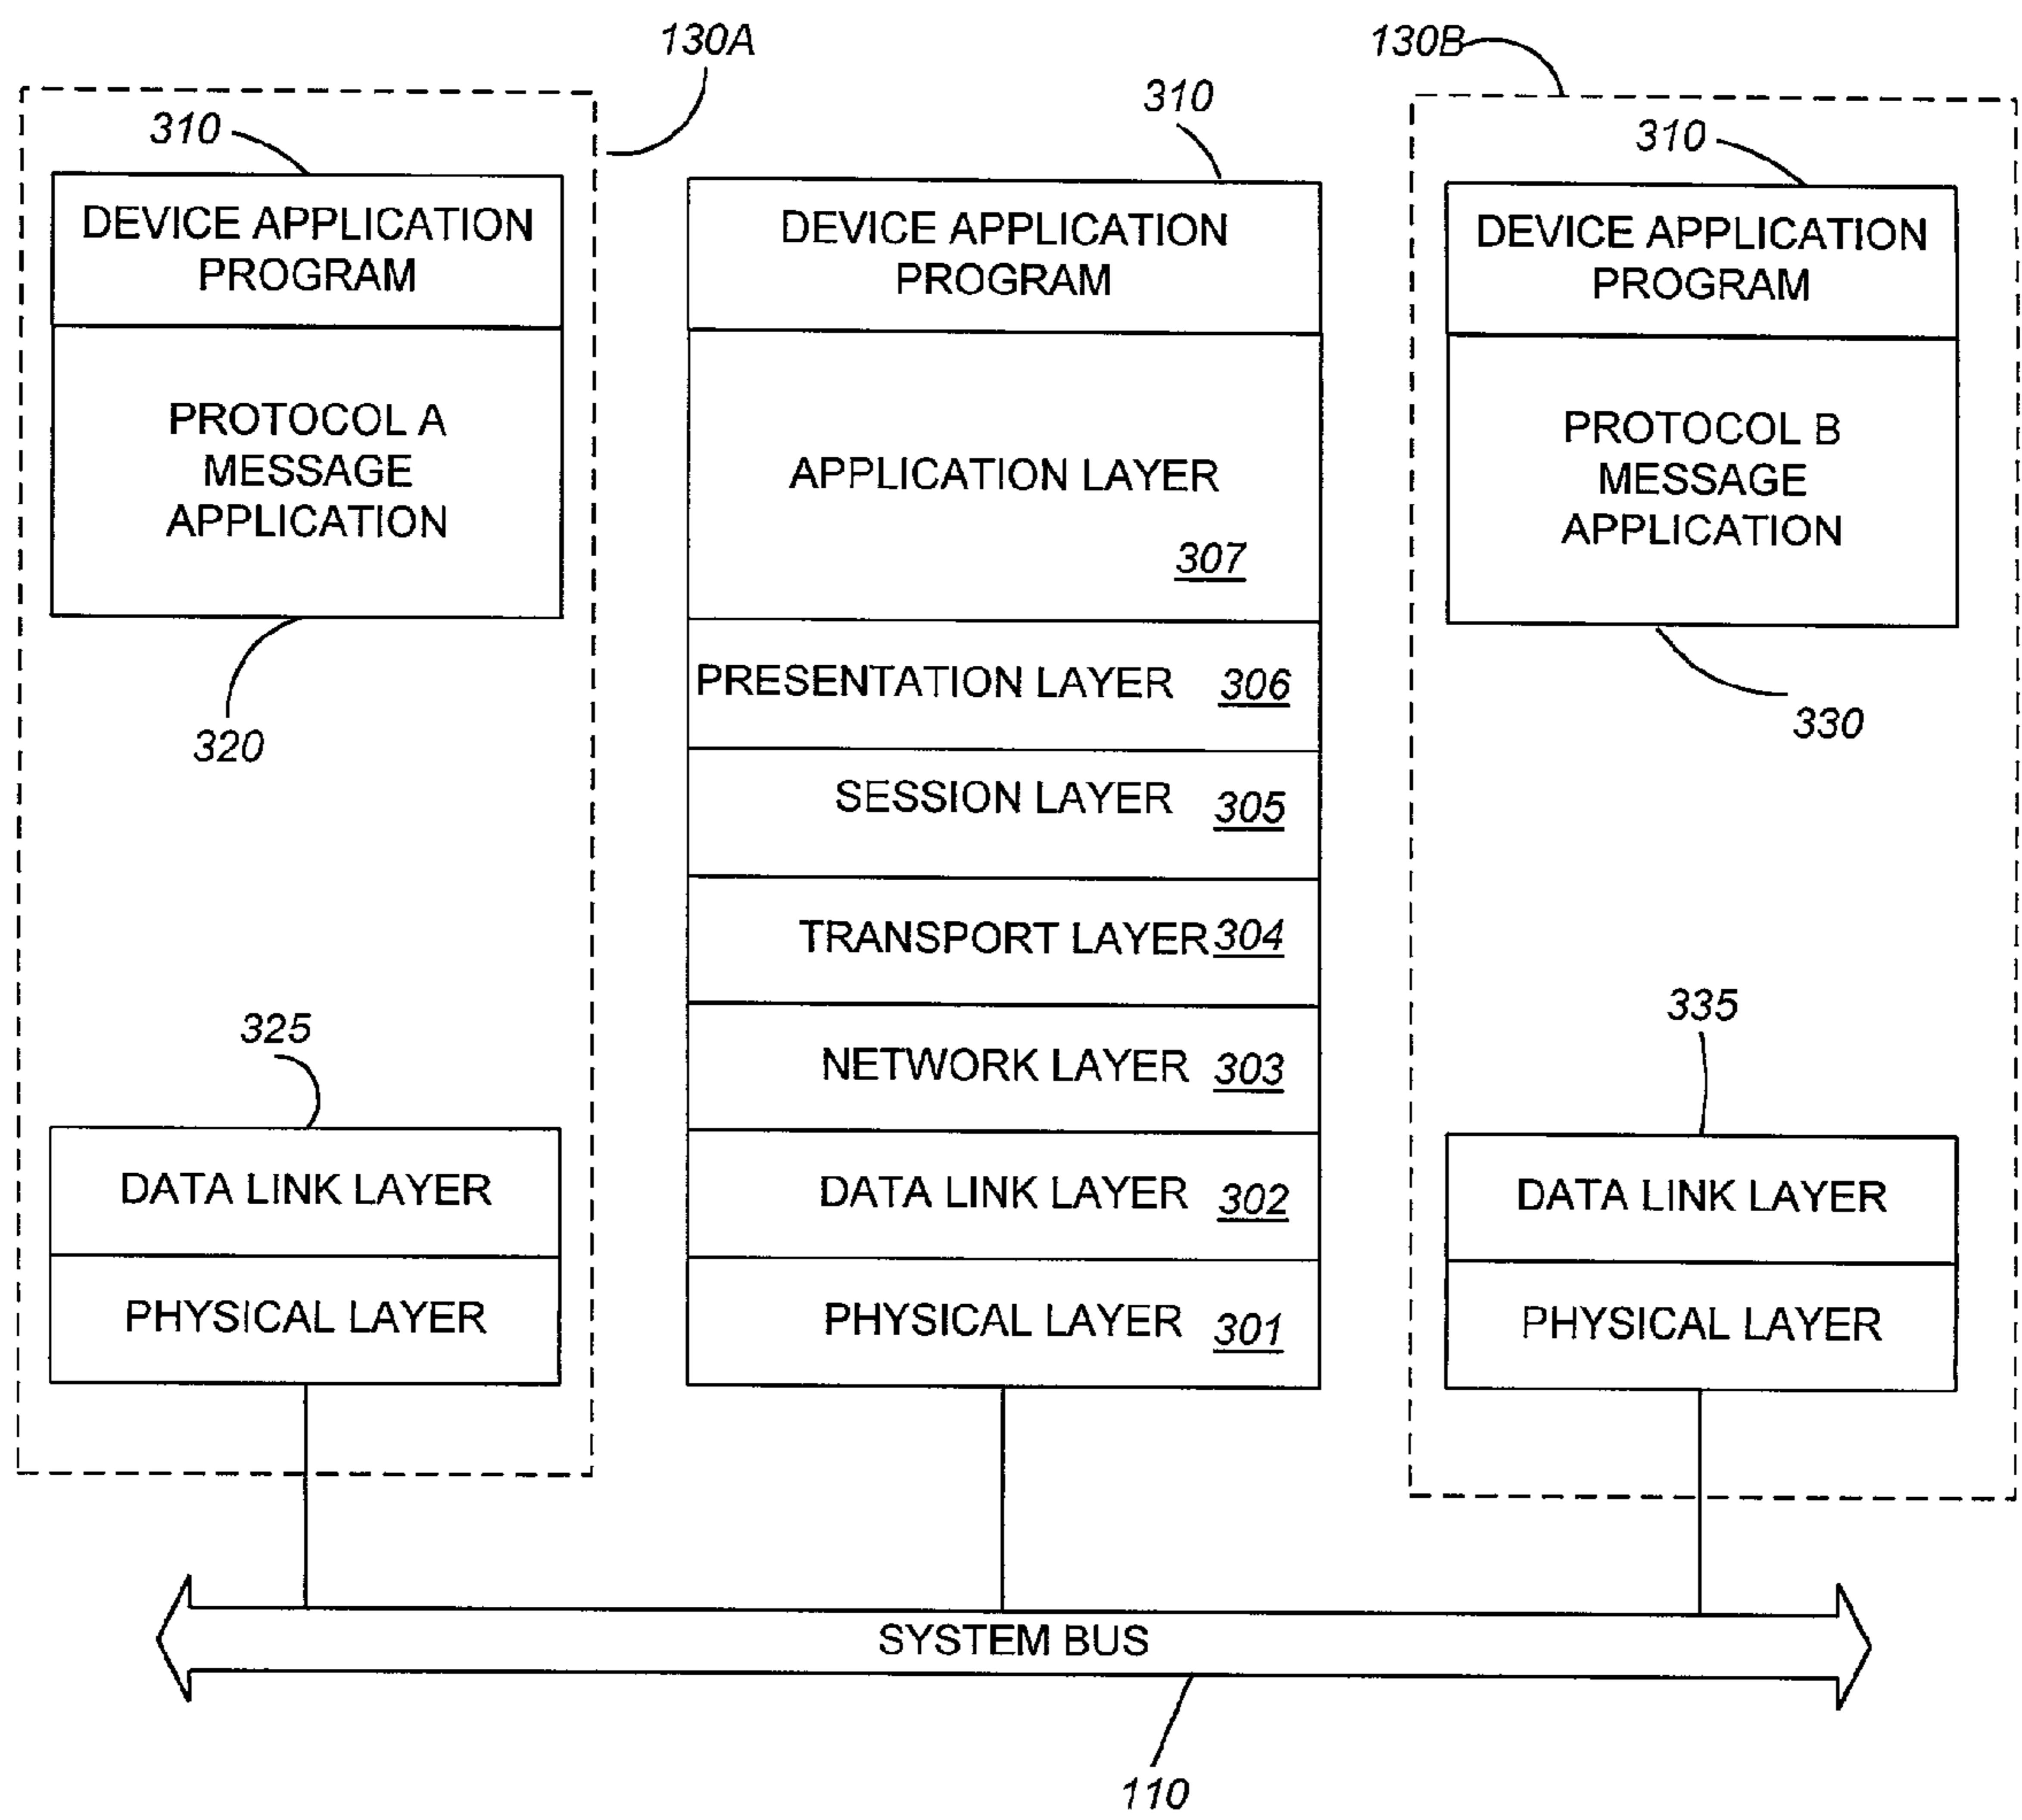 130A
130B
310
310
310
DEVICE APPLICATION
PROGRAM
DEVICE APPLICATION
PROGRAM
DEVICE APPLICATION
PROGRAM
PROTOCOL A
MESSAGE
APPLICATION
APPLICATION LAYER
307
PROTOCOL B
MESSAGE
APPLICATION
320
PRESENTATION LAYER 306
330
SESSION LAYER 305
TRANSPORT LAYER 304
325
NETWORK LAYER 303
335
DATA LINK LAYER
DATA LINK LAYER 302
DATA LINK LAYER
PHYSICAL LAYER
PHYSICAL LAYER 301
PHYSICAL LAYER
SYSTEM BUS
110